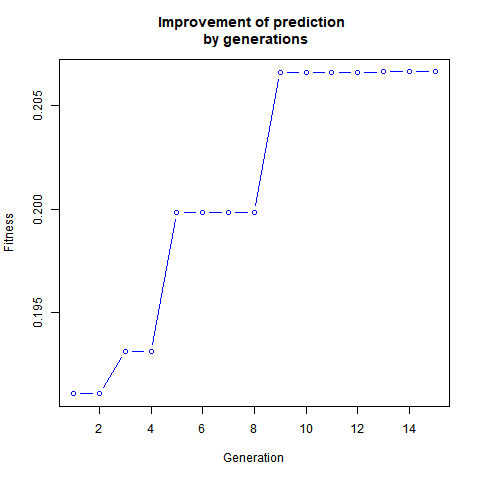 Improvement of prediction
by generations
Fitness
0.205
0.200
0.195
2 4 6 8 10 12 14
Generation